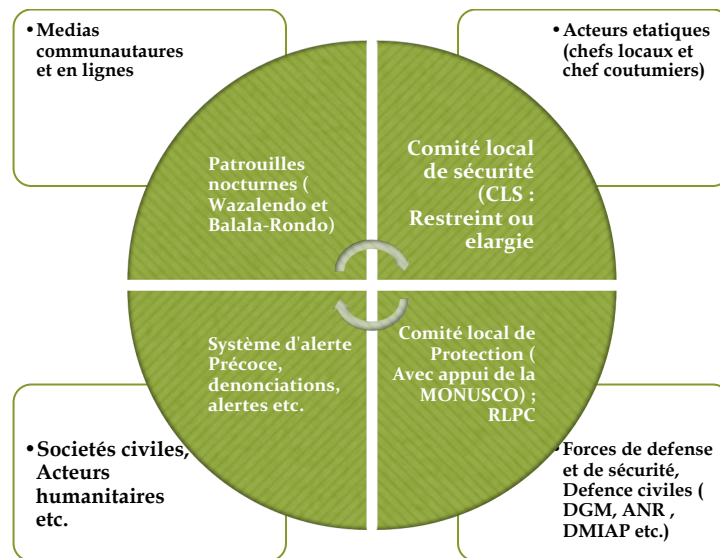 •Medias
communautaures
et en lignes
•Acteurs etatiques
(chefs locaux et
chef coutumiers)
Patrouilles
nocturnes (
Wazalendo et
Balala-Rondo)
Comité local
de sécurité
(CLS :
Restreint ou
elargie
Système d'alerte
Précoce,
denonciations,
alertes etc.
Comité local de
Protection (
Avec appui de la
MONUSCO) ;
RLPC
•Societés civiles,
Acteurs
humanitaires
etc.
•Forces de defense
et de sécurité,
Defence civiles (
DGM, ANR ,
DMIAP etc.)